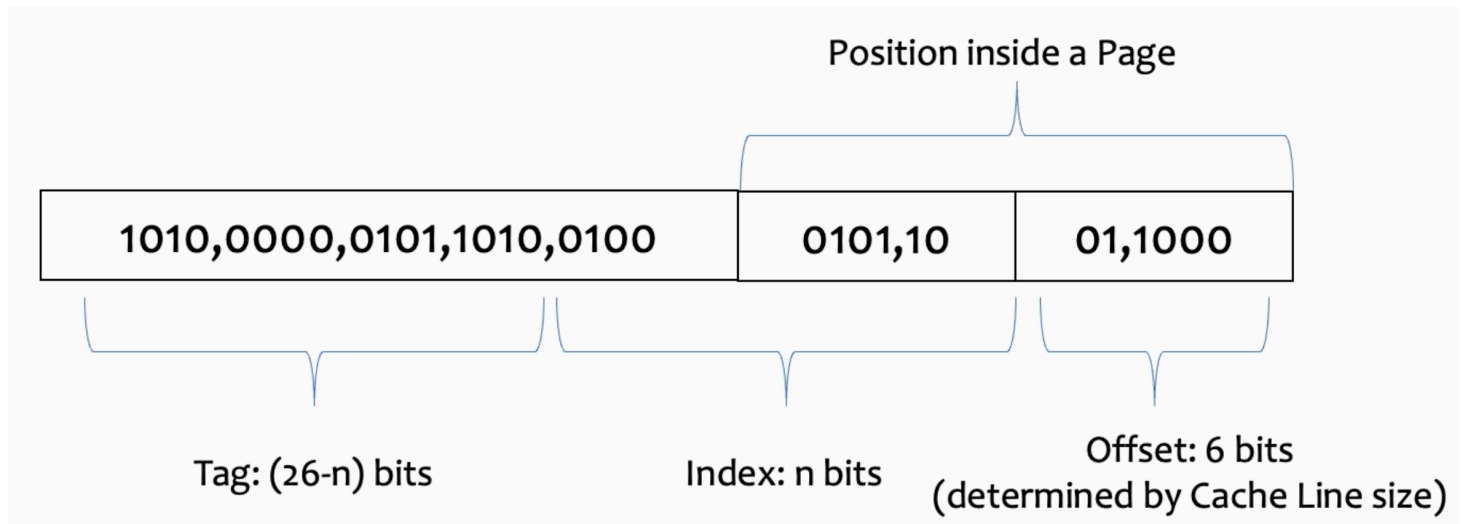 Position inside a Page
1010,0000,0101,1010,0100
0101,10
01,1000
Tag: (26-n) bits
Index: n bits
Offset: 6 bits
(determined by Cache Line size)